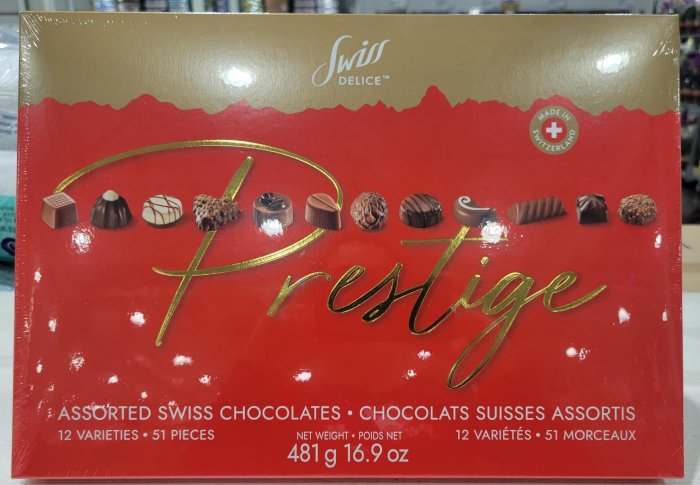 Swiss
DELICE™
MADE IN
SWITZERLAND
Prestige
ASSORTED SWISS CHOCOLATES • CHOCOLATS SUISSES ASSORTIS
12 VARIETIES • 51 PIECES
NET WEIGHT • POIDS NET
481 g 16.9 oz
12 VARIÉTÉS • 51 MORCEAUX